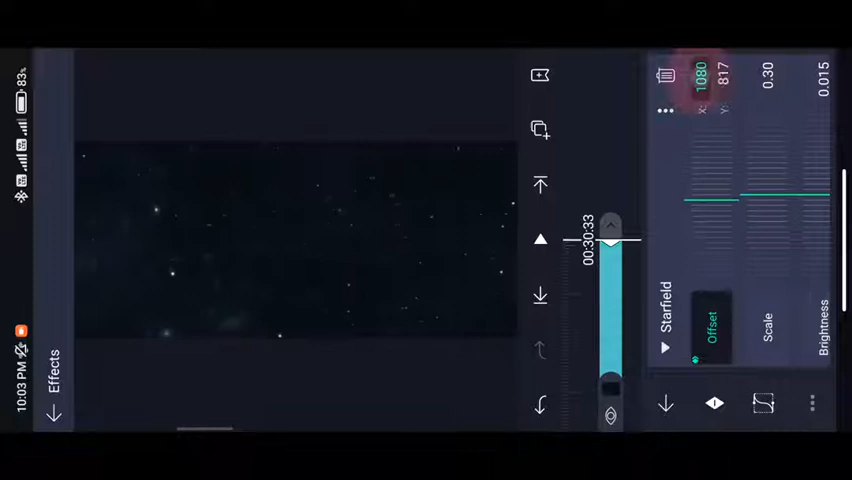 10:03 PM
83%
Effects
00:30:33
Starfield
Offset
X: 1080
Y: 817
Scale
0.30
Brightness
0.015